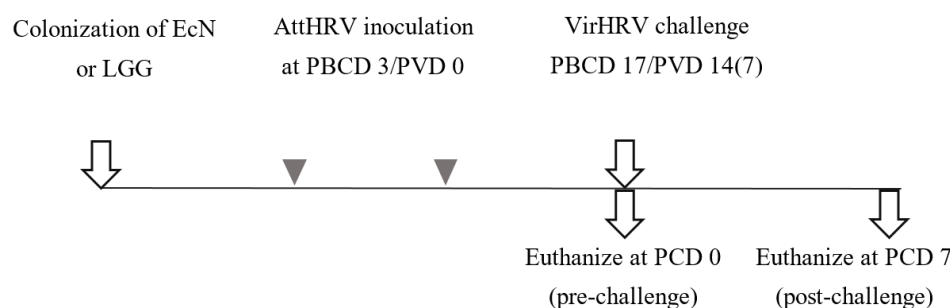 Colonization of EcN
or LGG
AttHRV inoculation
at PBCD 3/PVD 0
VirHRV challenge
PBCD 17/PVD 14(7)
Euthanize at PCD 0
(pre-challenge)
Euthanize at PCD 7
(post-challenge)